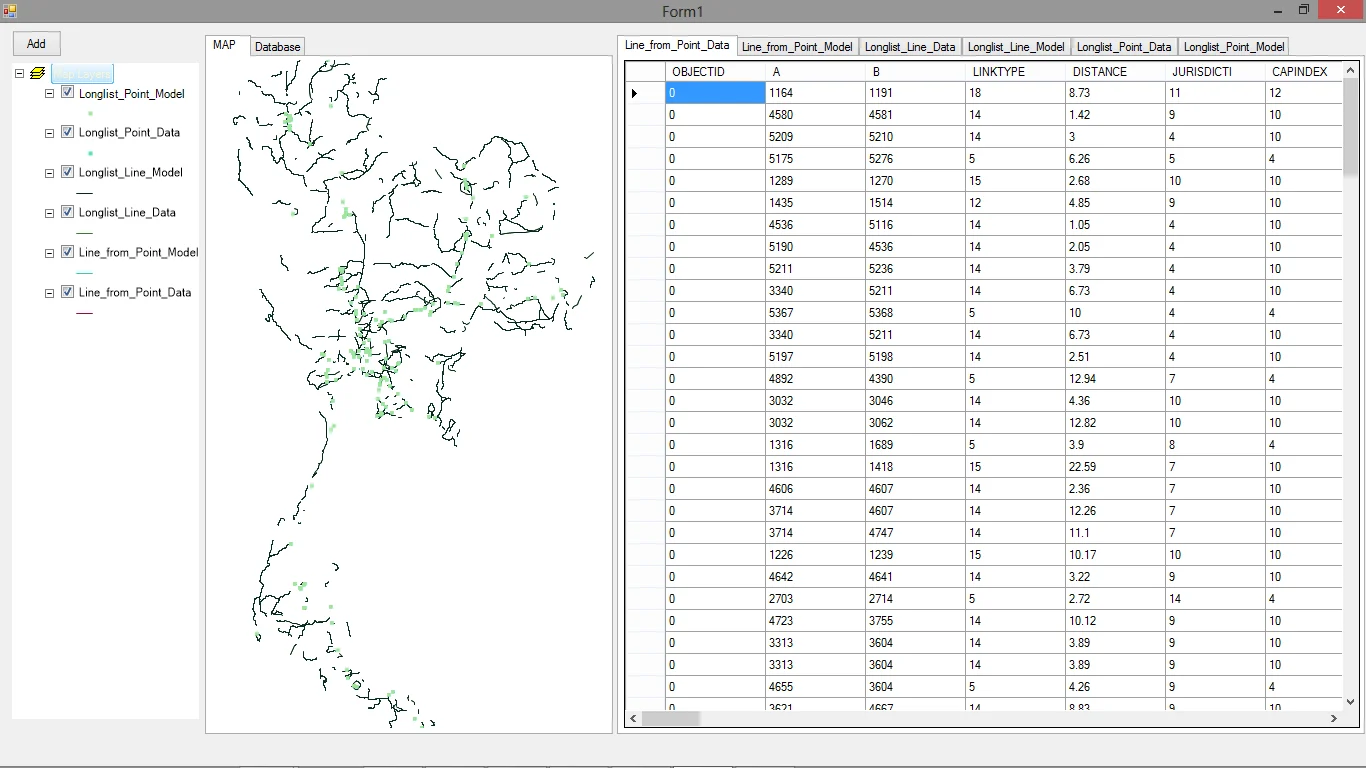 Form1
Add
MAP Database
Map Layers
Longlist_Point_Model
Longlist_Point_Data
Longlist_Line_Model
Longlist_Line_Data
Line_from_Point_Model
Line_from_Point_Data
Line_from_Point_Data Line_from_Point_Model Longlist_Line_Data Longlist_Line_Model Longlist_Point_Data Longlist_Point_Model
OBJECTID A B LINKTYPE DISTANCE JURISDICTI CAPINDEX
0 1164 1191 18 8.73 11 12
0 4580 4581 14 1.42 9 10
0 5209 5210 14 3 4 10
0 5175 5276 5 6.26 5 4
0 1289 1270 15 2.68 10 10
0 1435 1514 12 4.85 9 10
0 4536 5116 14 1.05 4 10
0 5190 4536 14 2.05 4 10
0 5211 5236 14 3.79 4 10
0 3340 5211 14 6.73 4 10
0 5367 5368 5 10 4 4
0 3340 5211 14 6.73 4 10
0 5197 5198 14 2.51 4 10
0 4892 4390 5 12.94 7 4
0 3032 3046 14 4.36 10 10
0 3032 3062 14 12.82 10 10
0 1316 1689 5 3.9 8 4
0 1316 1418 15 22.59 7 10
0 4606 4607 14 2.36 7 10
0 3714 4607 14 12.26 7 10
0 3714 4747 14 11.1 7 10
0 1226 1239 15 10.17 10 10
0 4642 4641 14 3.22 9 10
0 2703 2714 5 2.72 14 4
0 4723 3755 14 10.12 9 10
0 3313 3604 14 3.89 9 10
0 3313 3604 14 3.89 9 10
0 4655 3604 5 4.26 9 4
0 3621 4667 14 8.83 9 10